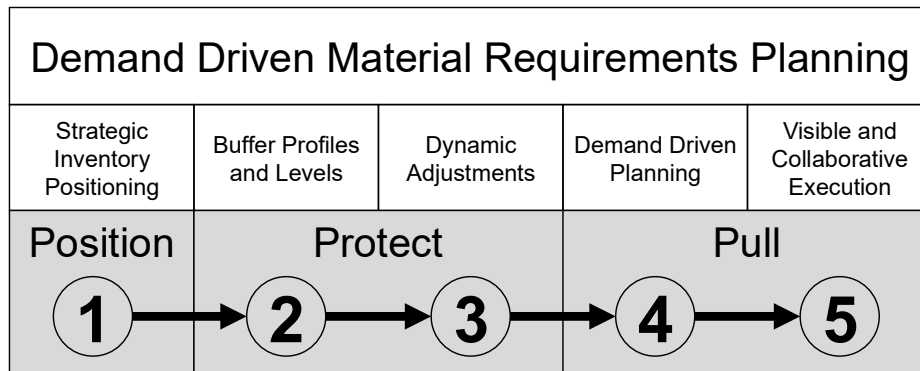 Demand Driven Material Requirements Planning
Strategic
Inventory
Positioning
Buffer Profiles
and Levels
Dynamic
Adjustments
Demand Driven
Planning
Visible and
Collaborative
Execution
Position
Protect
Pull
1
2
3
4
5